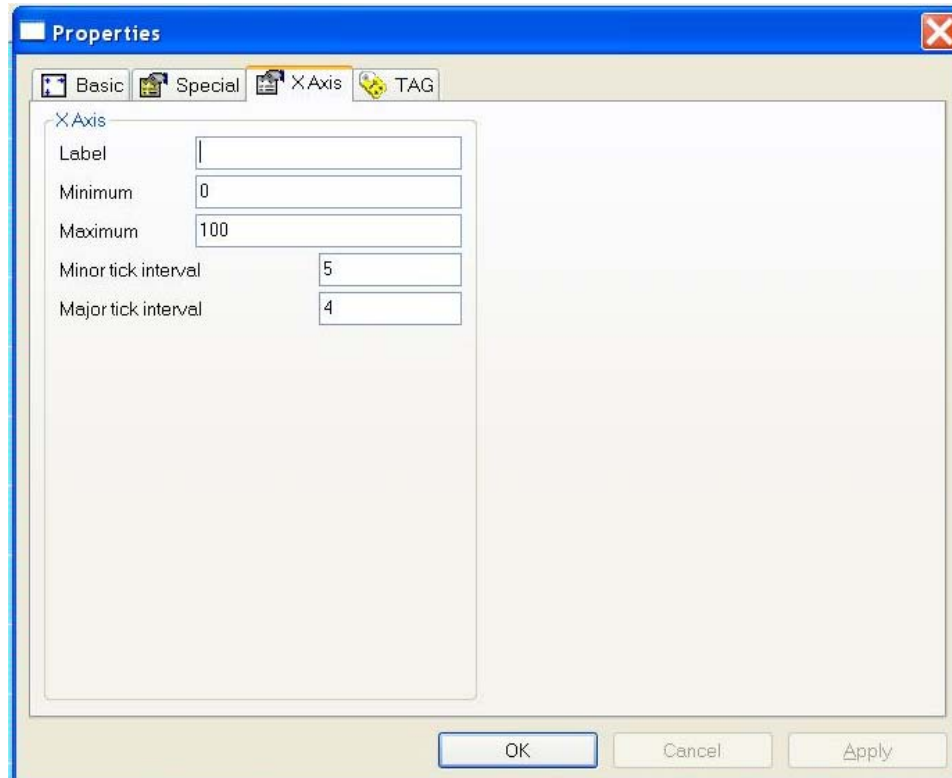 Properties
Basic Special X Axis TAG
X Axis
Label
Minimum 0
Maximum 100
Minor tick interval 5
Major tick interval 4
OK Cancel Apply